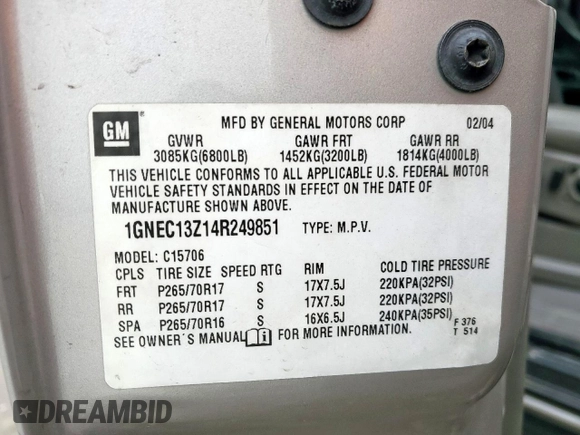 GM
MFD BY GENERAL MOTORS CORP 02/04
GVWR GAWR FRT GAWR RR
3085KG(6800LB) 1452KG(3200LB) 1814KG(4000LB)
THIS VEHICLE CONFORMS TO ALL APPLICABLE U.S. FEDERAL MOTOR
VEHICLE SAFETY STANDARDS IN EFFECT ON THE DATE OF
MANUFACTURE SHOWN ABOVE.
1GNEC13Z14R249851 TYPE: M.P.V.
MODEL: C15706
CPLS TIRE SIZE SPEED RTG RIM COLD TIRE PRESSURE
FRT P265/70R17 S 17X7.5J 220KPA(32PSI)
RR P265/70R17 S 17X7.5J 220KPA(32PSI)
SPA P265/70R16 S 16X6.5J 240KPA(35PSI)
SEE OWNER'S MANUAL i FOR MORE INFORMATION. F 376
T 514
DREAMBID